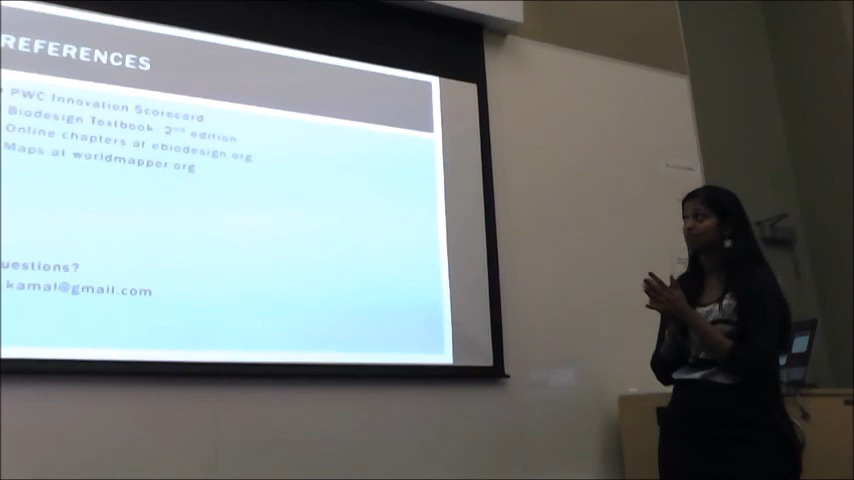 REFERENCES
PWC Innovation Scorecard
Biodesign Textbook 2nd edition
Online chapters at ebiodesign.org
Maps at worldmapper.org
uestions?
kamal@gmail.com